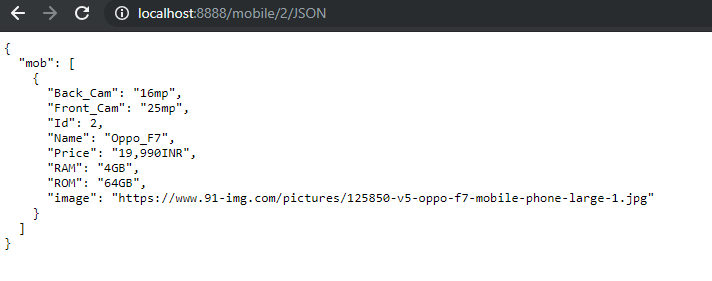 localhost:8888/mobile/2/JSON
{
  "mob": [
    {
      "Back_Cam": "16mp",
      "Front_Cam": "25mp",
      "Id": 2,
      "Name": "Oppo_F7",
      "Price": "19,990INR",
      "RAM": "4GB",
      "ROM": "64GB",
      "image": "https://www.91-img.com/pictures/125850-v5-oppo-f7-mobile-phone-large-1.jpg"
    }
  ]
}